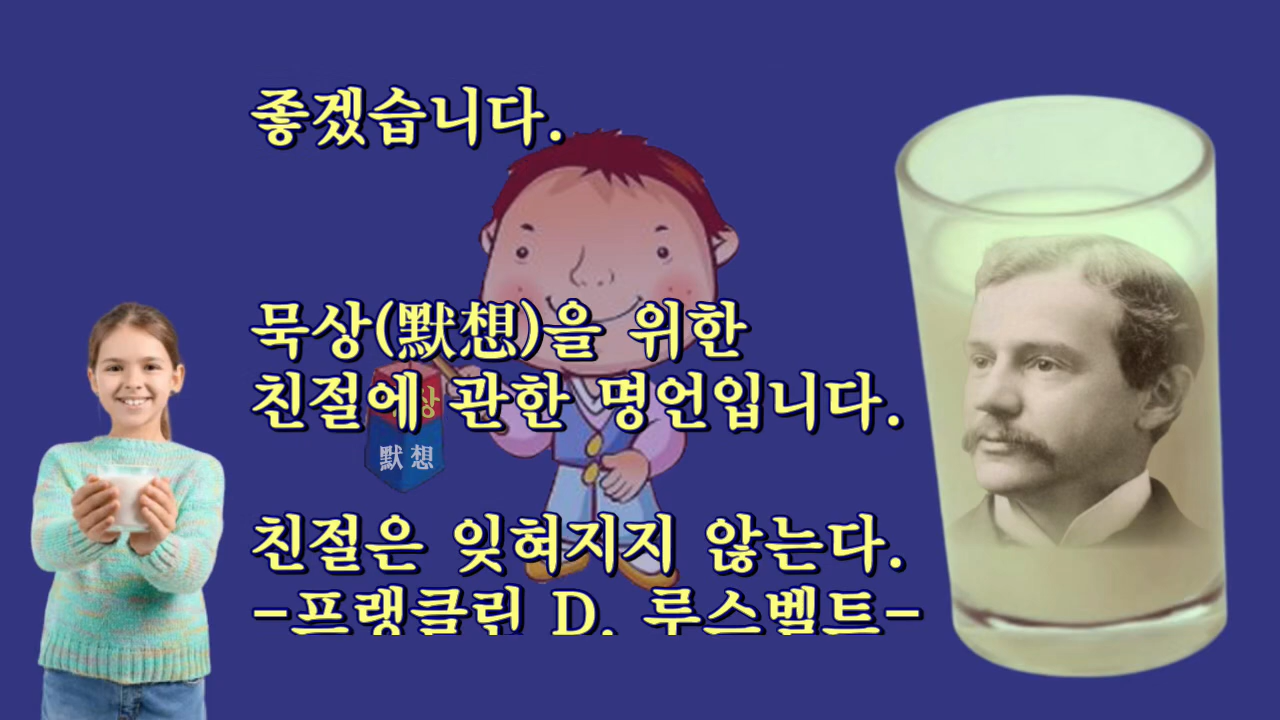 좋겠습니다.
묵상(默想)을 위한
친절에 관한 명언입니다.
상
默想
친절은 잊혀지지 않는다.
-프랭클린 D. 루스벨트-